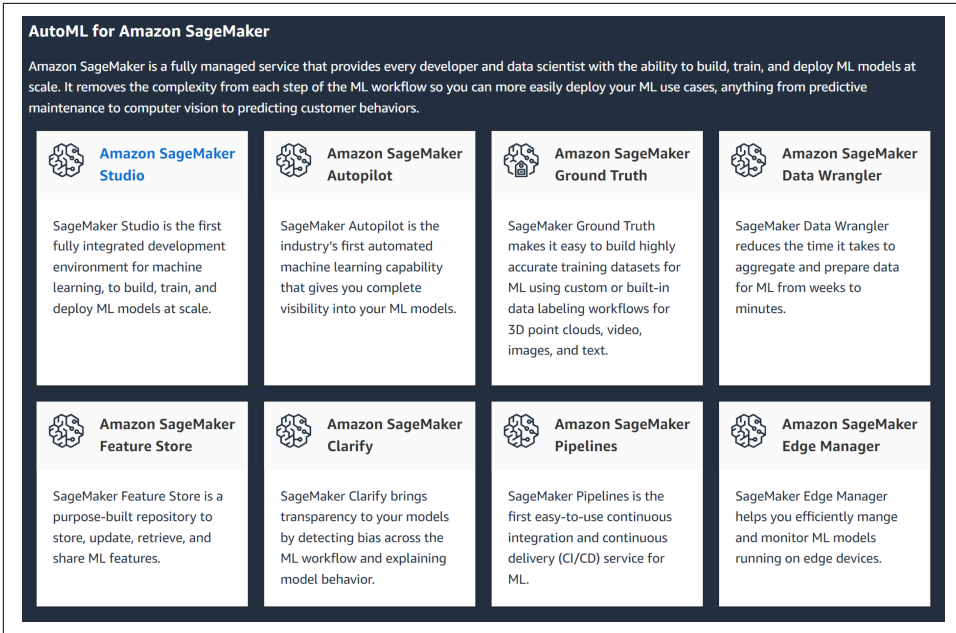 AutoML for Amazon SageMaker
Amazon SageMaker is a fully managed service that provides every developer and data scientist with the ability to build, train, and deploy ML models at
scale. It removes the complexity from each step of the ML workflow so you can more easily deploy your ML use cases, anything from predictive
maintenance to computer vision to predicting customer behaviors.
Amazon SageMaker
Studio
SageMaker Studio is the first
fully integrated development
environment for machine
learning, to build, train, and
deploy ML models at scale.
Amazon SageMaker
Autopilot
SageMaker Autopilot is the
industry's first automated
machine learning capability
that gives you complete
visibility into your ML models.
Amazon SageMaker
Ground Truth
SageMaker Ground Truth
makes it easy to build highly
accurate training datasets for
ML using custom or built-in
data labeling workflows for
3D point clouds, video,
images, and text.
Amazon SageMaker
Data Wrangler
SageMaker Data Wrangler
reduces the time it takes to
aggregate and prepare data
for ML from weeks to
minutes.
Amazon SageMaker
Feature Store
SageMaker Feature Store is a
purpose-built repository to
store, update, retrieve, and
share ML features.
Amazon SageMaker
Clarify
SageMaker Clarify brings
transparency to your models
by detecting bias across the
ML workflow and explaining
model behavior.
Amazon SageMaker
Pipelines
SageMaker Pipelines is the
first easy-to-use continuous
integration and continuous
delivery (CI/CD) service for
ML.
Amazon SageMaker
Edge Manager
SageMaker Edge Manager
helps you efficiently mange
and monitor ML models
running on edge devices.